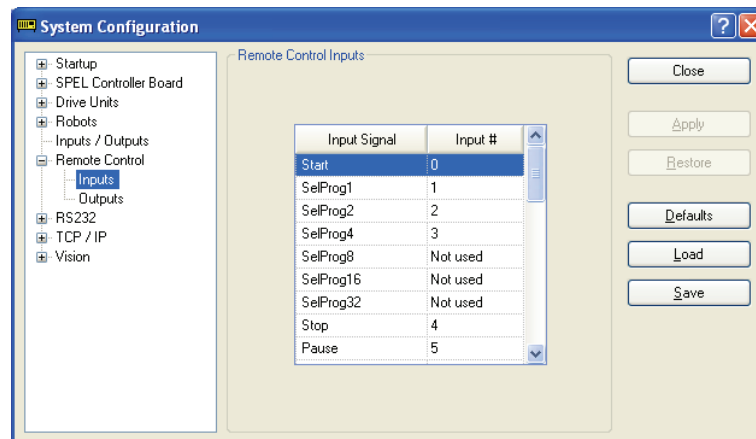 System Configuration
Startup
SPEL Controller Board
Drive Units
Robots
Inputs / Outputs
Remote Control
Inputs
Outputs
RS232
TCP / IP
Vision
Remote Control Inputs
Input Signal Input #
Start 0
SelProg1 1
SelProg2 2
SelProg4 3
SelProg8 Not used
SelProg16 Not used
SelProg32 Not used
Stop 4
Pause 5
Close
Apply
Restore
Defaults
Load
Save